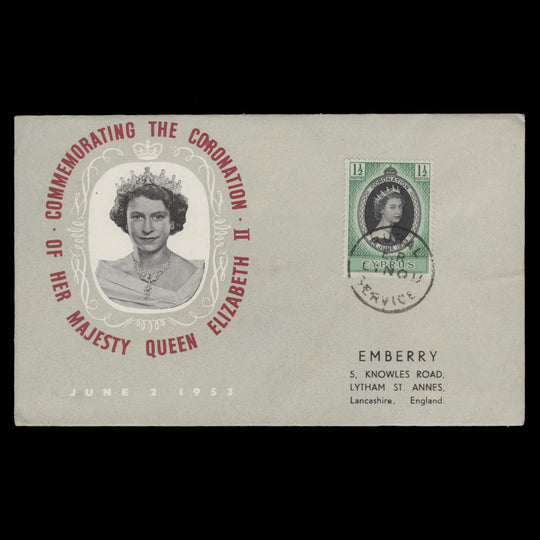 COMMEMORATING THE CORONATION · II
· OF HER MAJESTY QUEEN ELIZABETH
JUNE 2 1953
1½ 1½
CORONATION
CYPRUS
SERVICE
EMBERRY
5, KNOWLES ROAD,
LYTHAM ST. ANNES,
Lancashire, England.